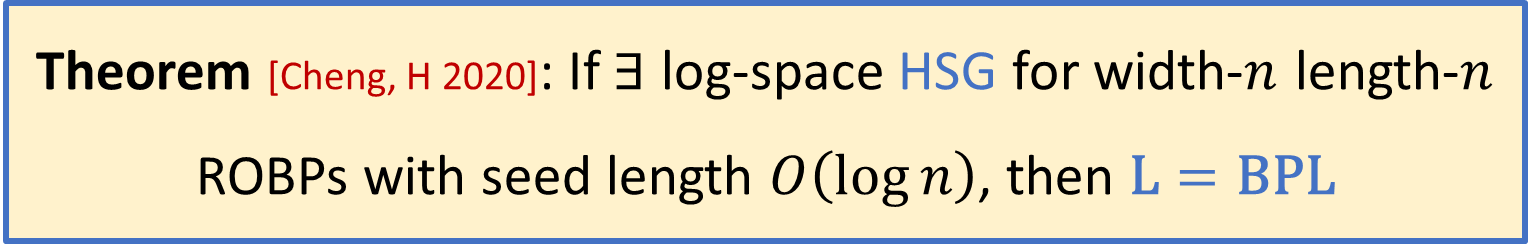 Theorem [Cheng, H 2020]: If ∃ log-space HSG for width-n length-n
ROBPs with seed length O(log n), then L = BPL